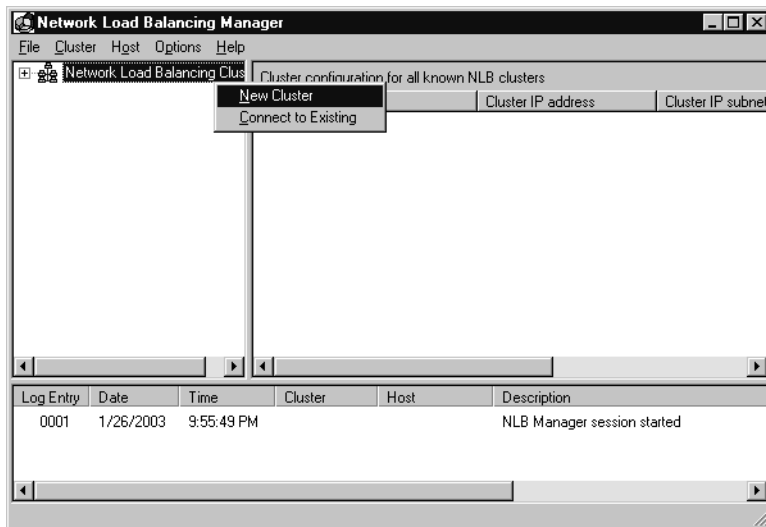 Network Load Balancing Manager
File Cluster Host Options Help
Network Load Balancing Clus
Cluster configuration for all known NLB clusters
New Cluster
Connect to Existing
Cluster IP address Cluster IP subnet
Log Entry Date Time Cluster Host Description
0001 1/26/2003 9:55:49 PM NLB Manager session started